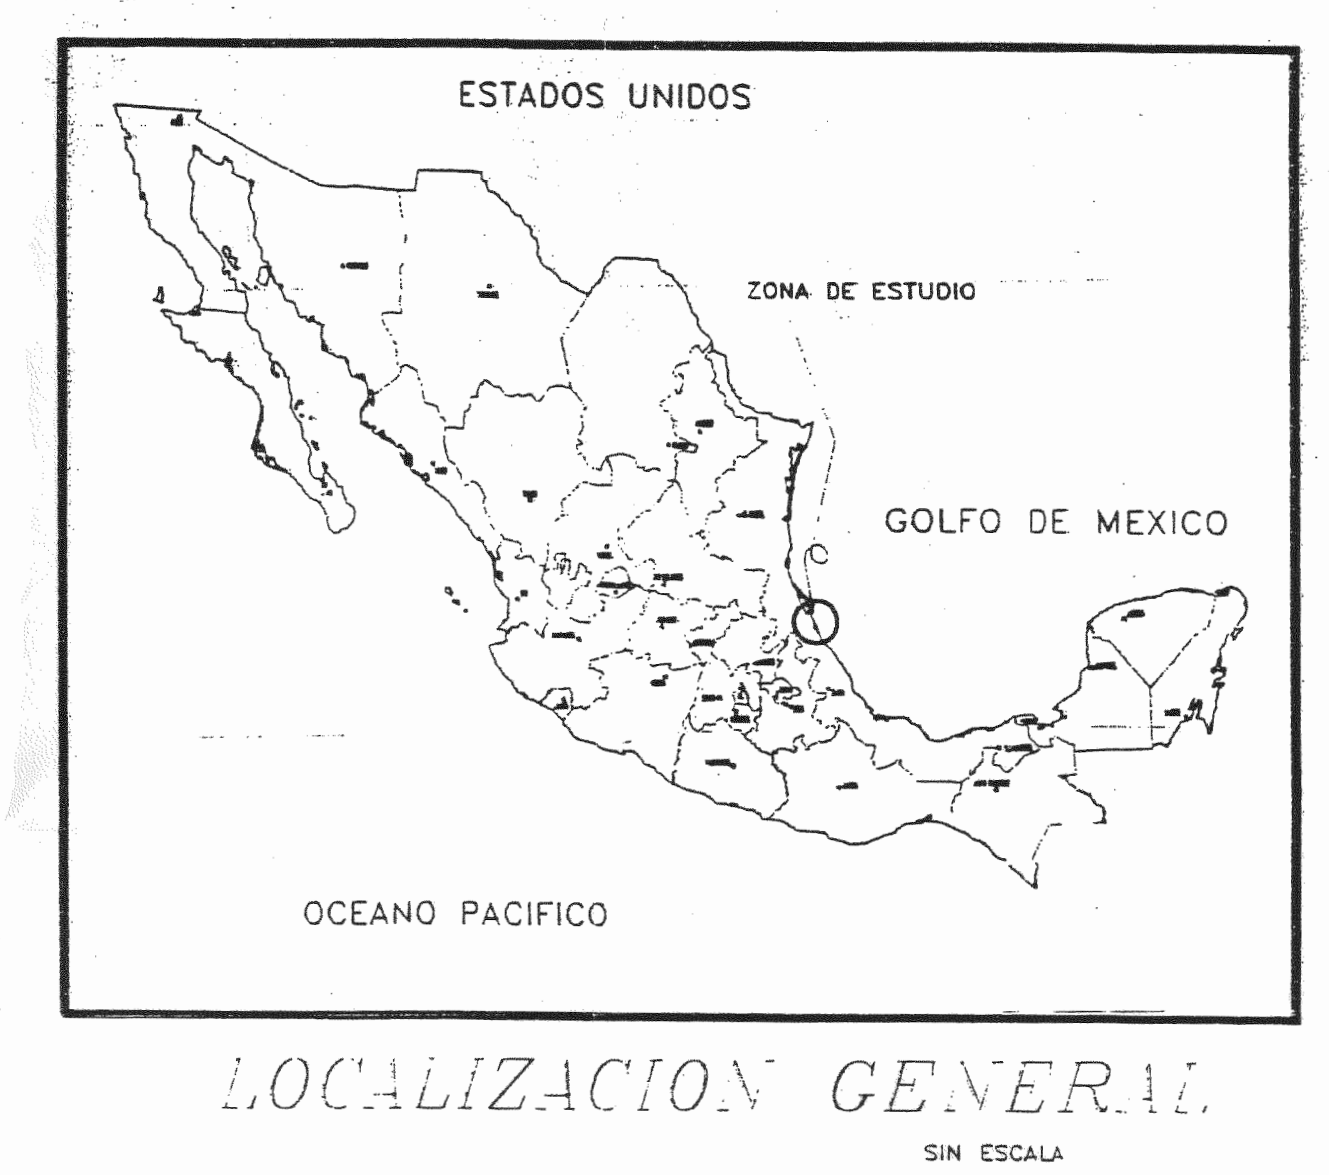 ESTADOS UNIDOS
ZONA DE ESTUDIO
GOLFO DE MEXICO
OCEANO PACIFICO
LOCALIZACION GENERAL
SIN ESCALA